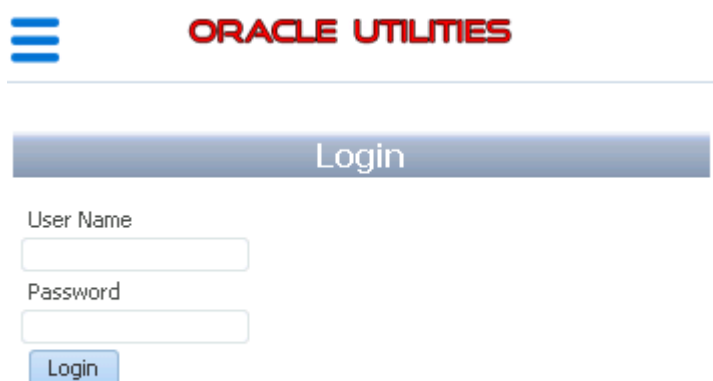 ORACLE UTILITIES
Login
User Name
Password
Login